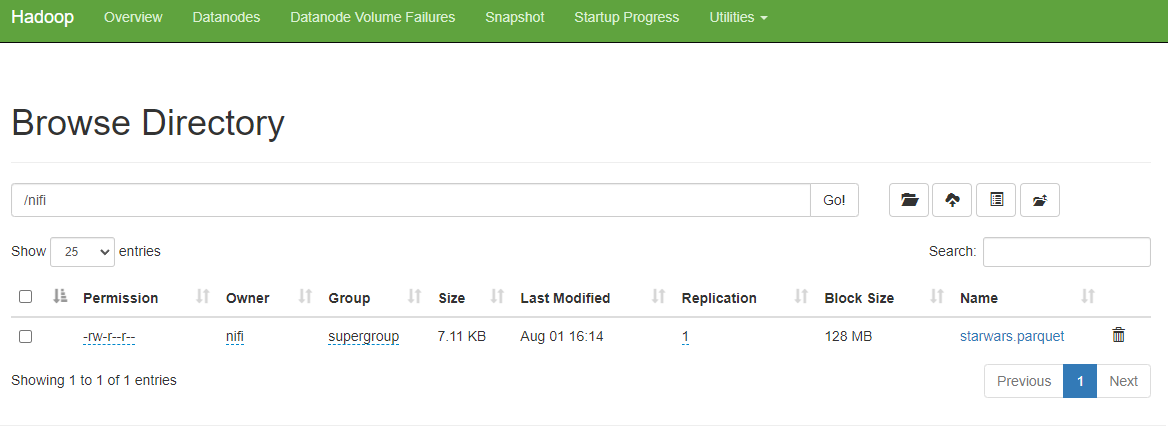 Hadoop Overview Datanodes Datanode Volume Failures Snapshot Startup Progress Utilities
Browse Directory
/nifi Go!
Show 25 entries Search:
Permission Owner Group Size Last Modified Replication Block Size Name
-rw-r--r-- nifi supergroup 7.11 KB Aug 01 16:14 1 128 MB starwars.parquet
Showing 1 to 1 of 1 entries Previous 1 Next